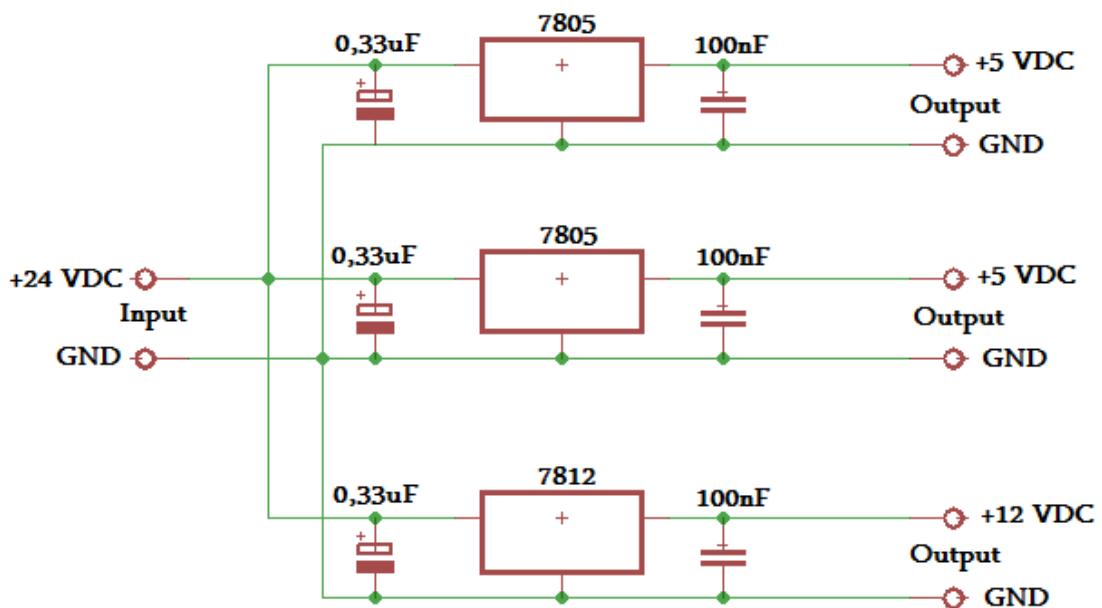 7805
0,33uF
100nF
+5 VDC
Output
GND
7805
0,33uF
100nF
+24 VDC
+5 VDC
Input
Output
GND
GND
7812
0,33uF
100nF
+12 VDC
Output
GND